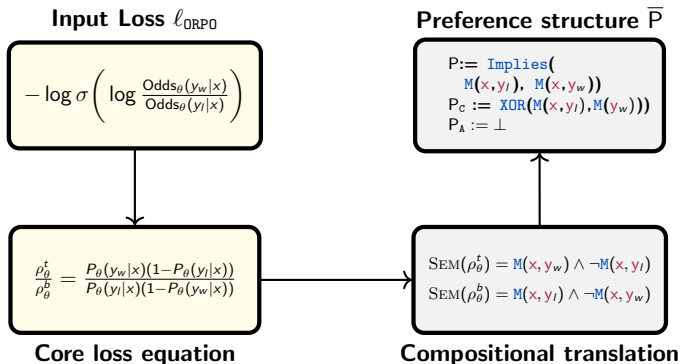 Input Loss ℓ_ORPO
− log σ ( log Odds_θ(y_w|x) / Odds_θ(y_l|x) )
Preference structure P̅
P:= Implies(
M(x,y_l), M(x,y_w))
P_C := XOR(M(x,y_l),M(y_w)))
P_A := ⊥
ρ_θ^t / ρ_θ^b = P_θ(y_w|x)(1−P_θ(y_l|x)) / P_θ(y_l|x)(1−P_θ(y_w|x))
Core loss equation
SEM(ρ_θ^t) = M(x, y_w) ∧ ¬M(x, y_l)
SEM(ρ_θ^b) = M(x, y_l) ∧ ¬M(x, y_w)
Compositional translation